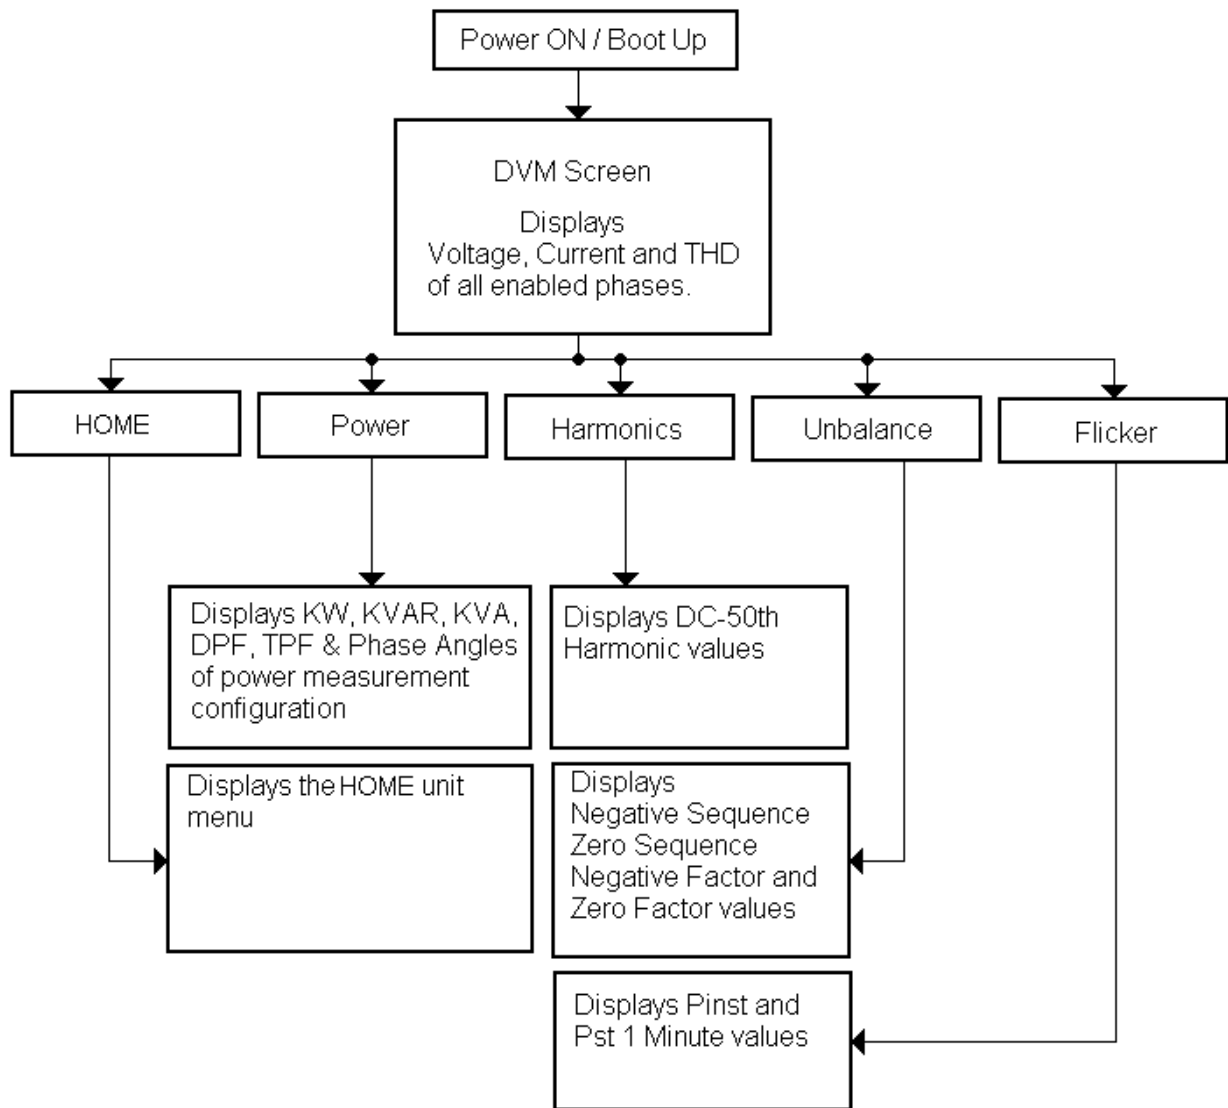 Power ON / Boot Up
DVM Screen
Displays
Voltage, Current and THD
of all enabled phases.
HOME
Power
Harmonics
Unbalance
Flicker
Displays KW, KVAR, KVA,
DPF, TPF & Phase Angles
of power measurement
configuration
Displays DC-50th
Harmonic values
Displays the HOME unit
menu
Displays
Negative Sequence
Zero Sequence
Negative Factor and
Zero Factor values
Displays Pinst and
Pst 1 Minute values